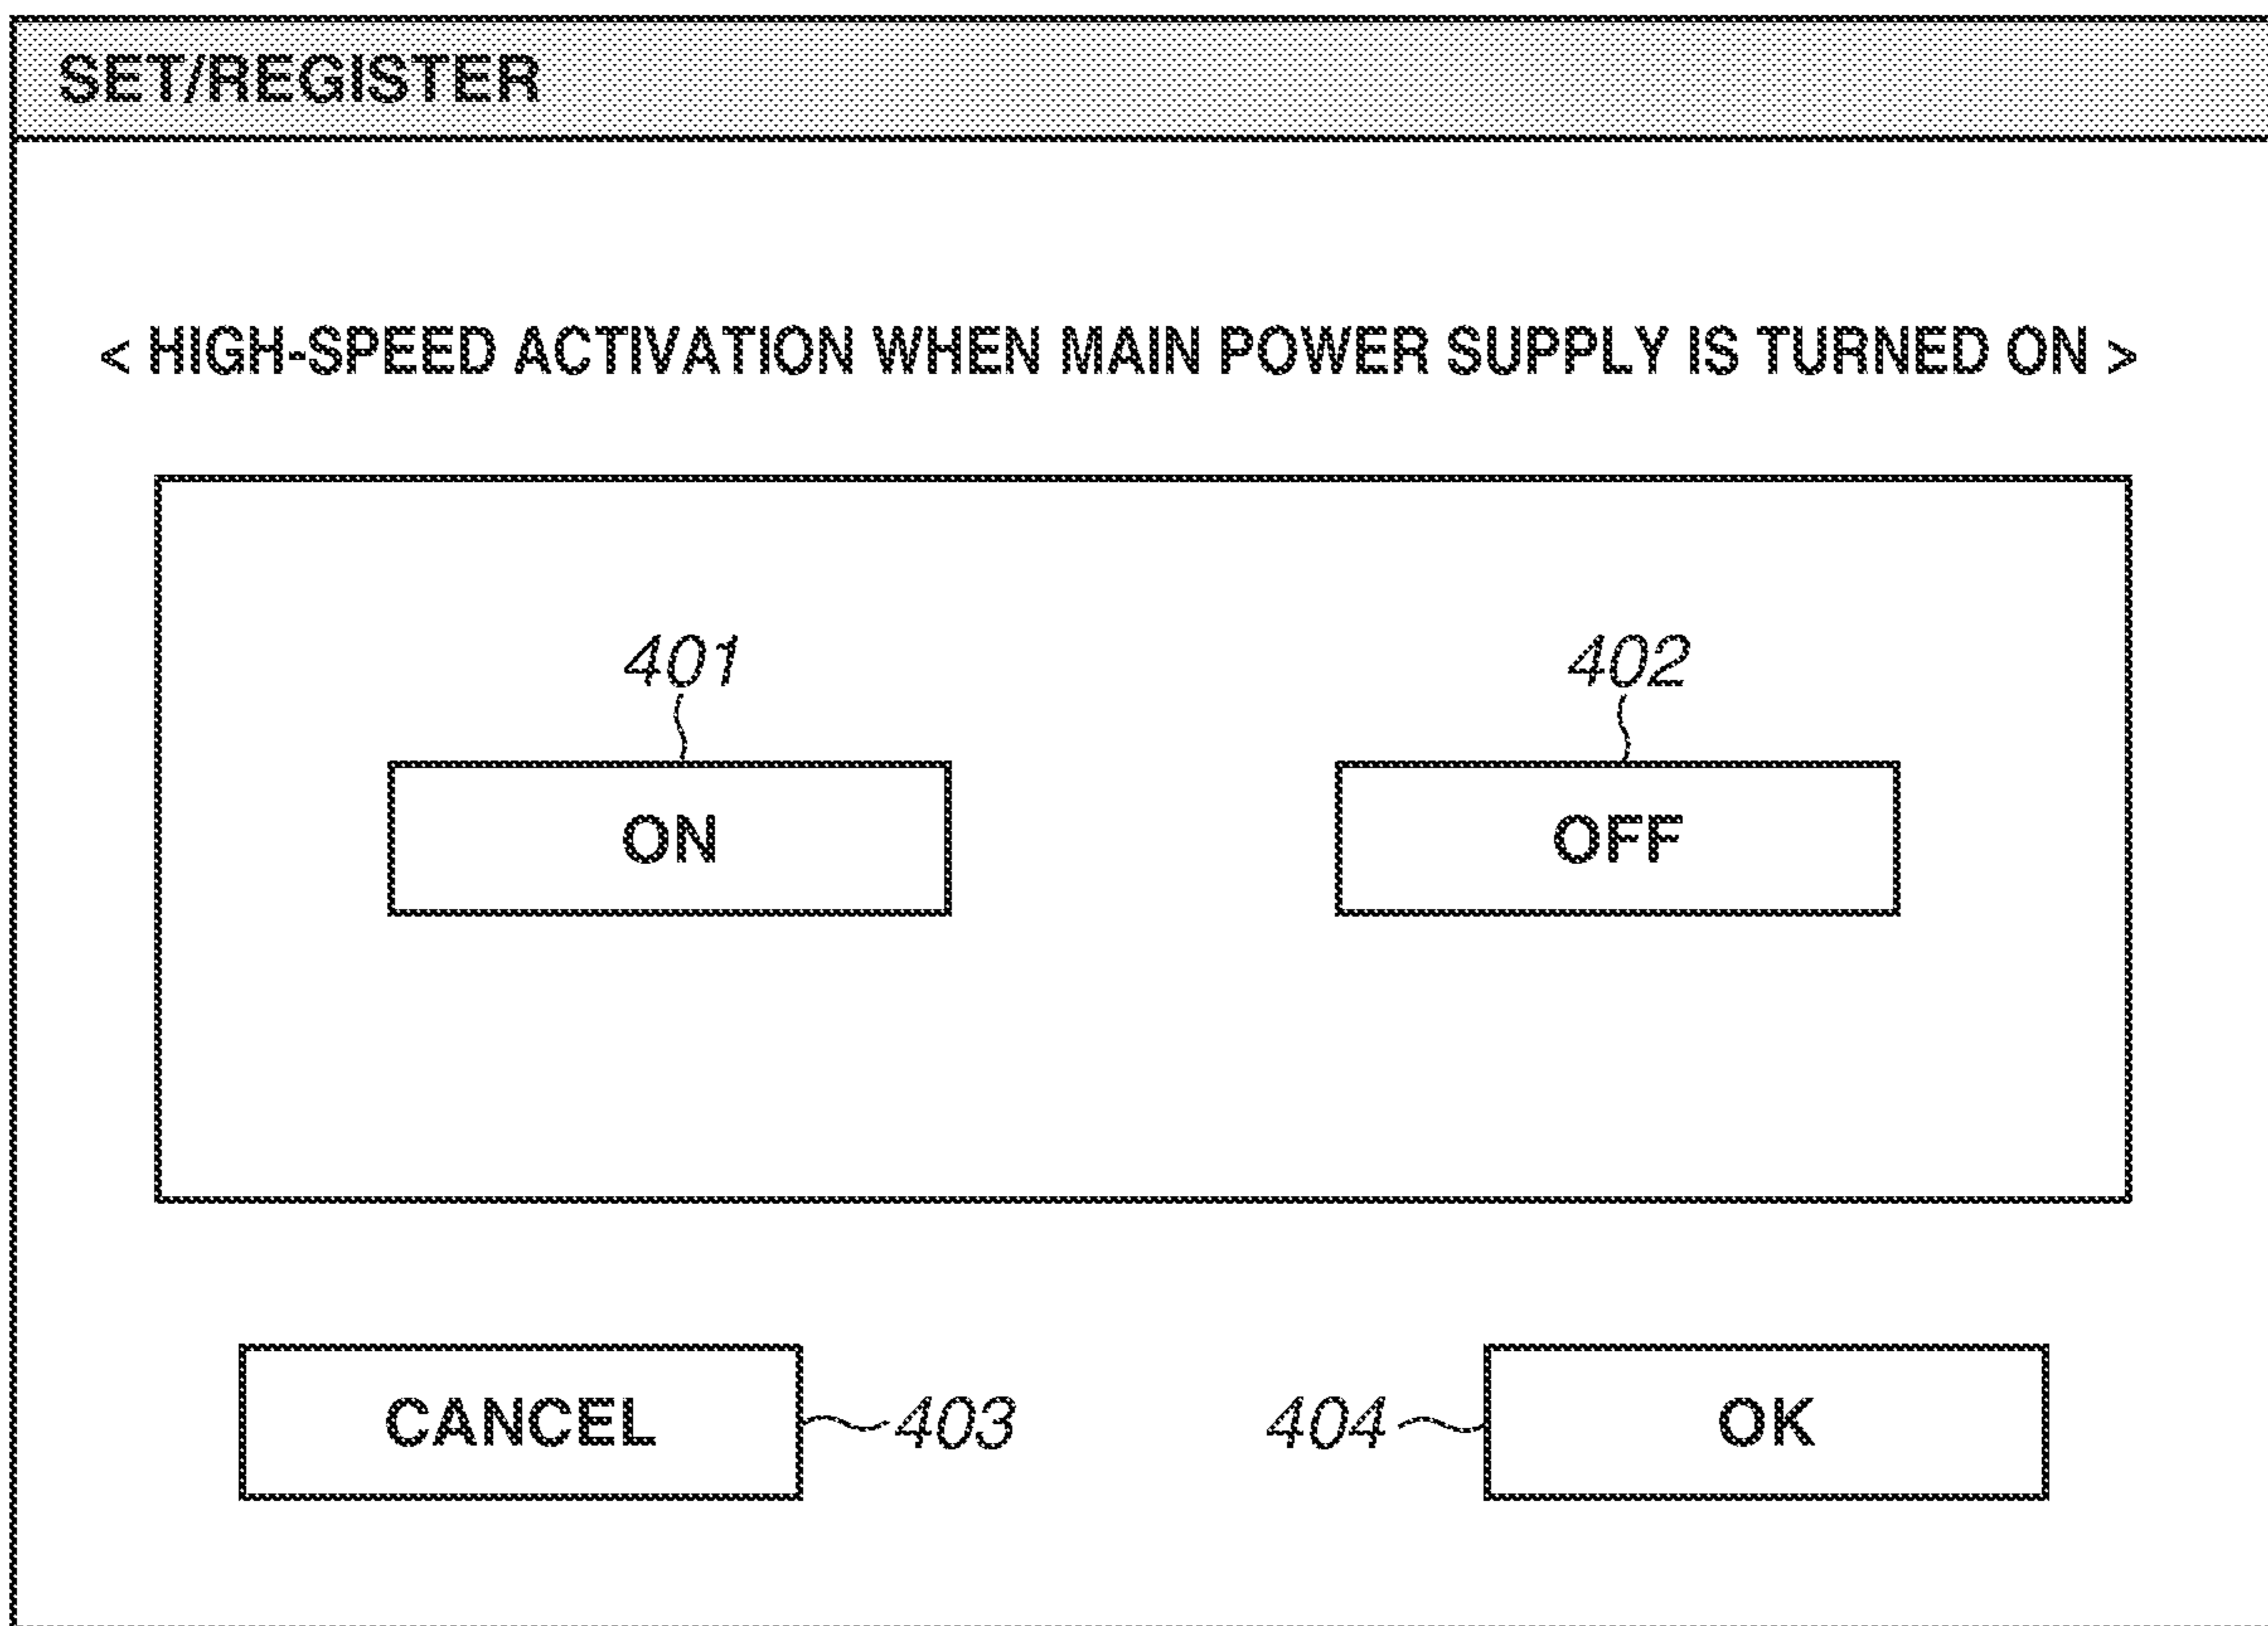 SET/REGISTER
< HIGH-SPEED ACTIVATION WHEN MAIN POWER SUPPLY IS TURNED ON >
401 402
ON OFF
CANCEL 403 404 OK